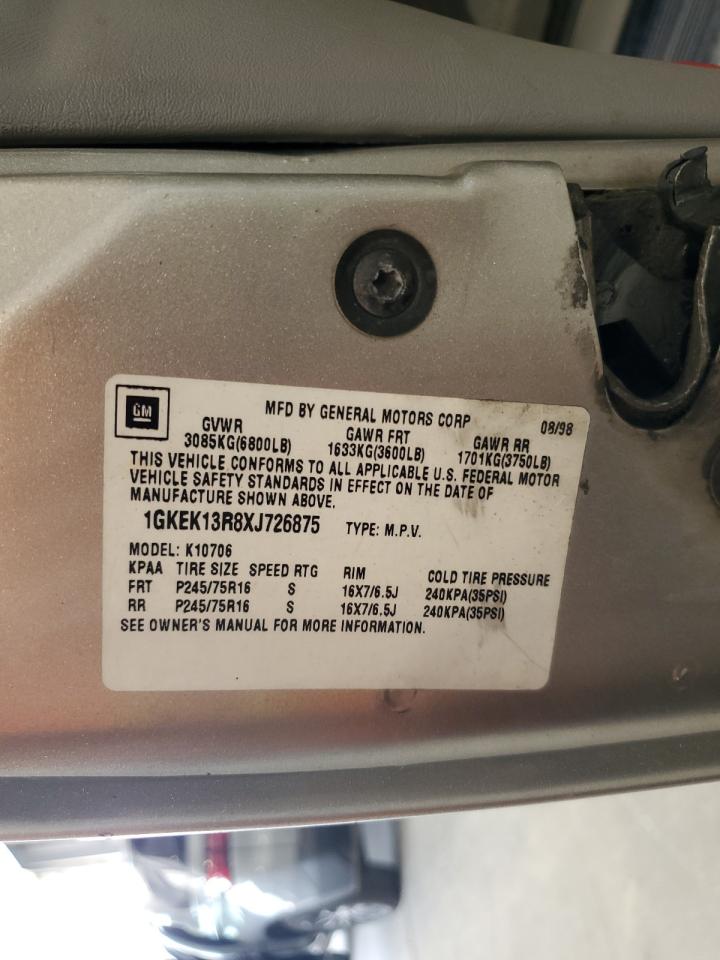 GM
MFD BY GENERAL MOTORS CORP 08/98
GVWR GAWR FRT GAWR RR
3085KG(6800LB) 1633KG(3600LB) 1701KG(3750LB)
THIS VEHICLE CONFORMS TO ALL APPLICABLE U.S. FEDERAL MOTOR
VEHICLE SAFETY STANDARDS IN EFFECT ON THE DATE OF
MANUFACTURE SHOWN ABOVE.
1GKEK13R8XJ726875 TYPE: M.P.V.
MODEL: K10706
KPAA TIRE SIZE SPEED RTG RIM COLD TIRE PRESSURE
FRT P245/75R16 S 16X7/6.5J 240KPA(35PSI)
RR P245/75R16 S 16X7/6.5J 240KPA(35PSI)
SEE OWNER'S MANUAL FOR MORE INFORMATION.